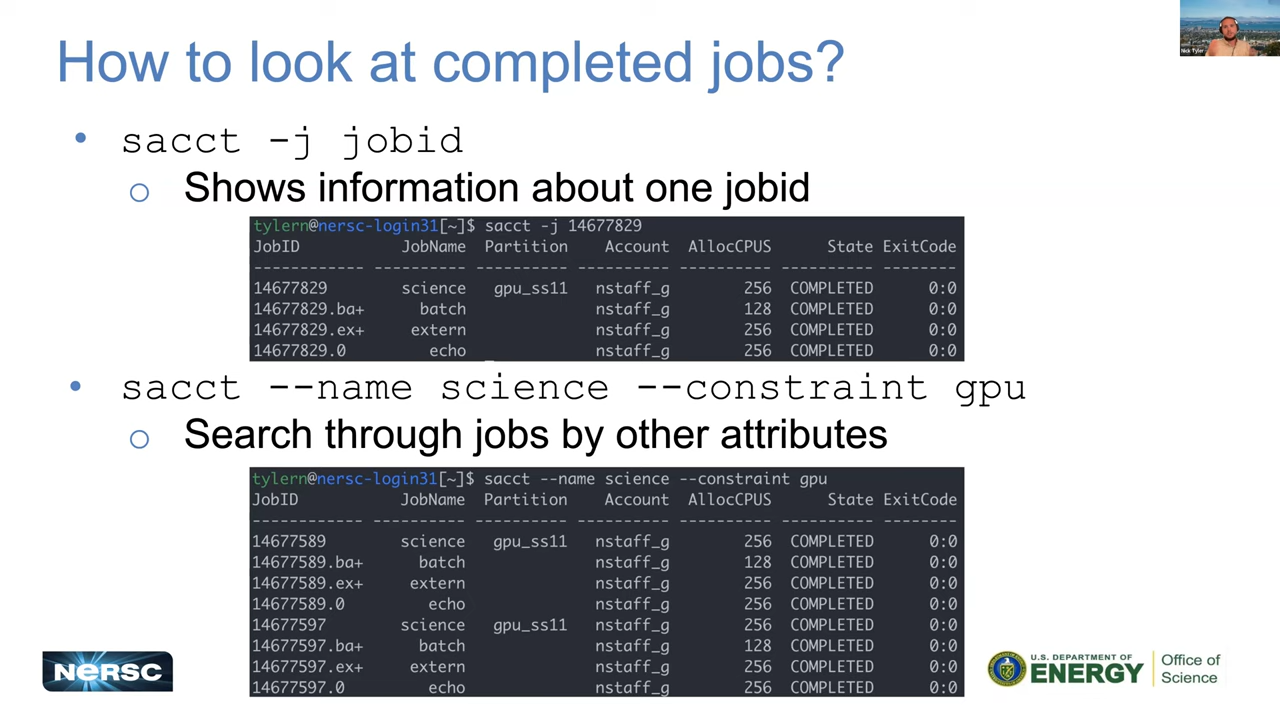 How to look at completed jobs?
Nick Tyler
• sacct -j jobid
o Shows information about one jobid
tylern@nersc-login31[~]$ sacct -j 14677829
JobID JobName Partition Account AllocCPUS State ExitCode
------------ ---------- ---------- ---------- ---------- ---------- --------
14677829 science gpu_ss11 nstaff_g 256 COMPLETED 0:0
14677829.ba+ batch nstaff_g 128 COMPLETED 0:0
14677829.ex+ extern nstaff_g 256 COMPLETED 0:0
14677829.0 echo nstaff_g 256 COMPLETED 0:0
• sacct --name science --constraint gpu
o Search through jobs by other attributes
tylern@nersc-login31[~]$ sacct --name science --constraint gpu
JobID JobName Partition Account AllocCPUS State ExitCode
------------ ---------- ---------- ---------- ---------- ---------- --------
14677589 science gpu_ss11 nstaff_g 256 COMPLETED 0:0
14677589.ba+ batch nstaff_g 128 COMPLETED 0:0
14677589.ex+ extern nstaff_g 256 COMPLETED 0:0
14677589.0 echo nstaff_g 256 COMPLETED 0:0
14677597 science gpu_ss11 nstaff_g 256 COMPLETED 0:0
14677597.ba+ batch nstaff_g 128 COMPLETED 0:0
14677597.ex+ extern nstaff_g 256 COMPLETED 0:0
14677597.0 echo nstaff_g 256 COMPLETED 0:0
NERSC
U.S. DEPARTMENT OF
ENERGY
Office of
Science